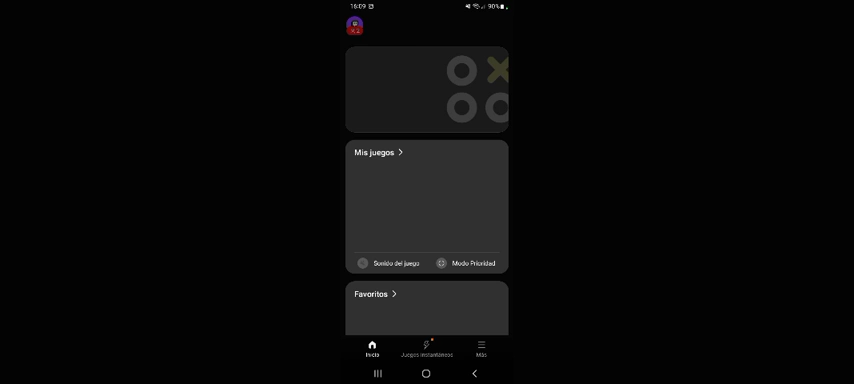 16:09
90%
Mis juegos
Sonido del juego
Modo Prioridad
Favoritos
Inicio
Juegos instantáneos
Más